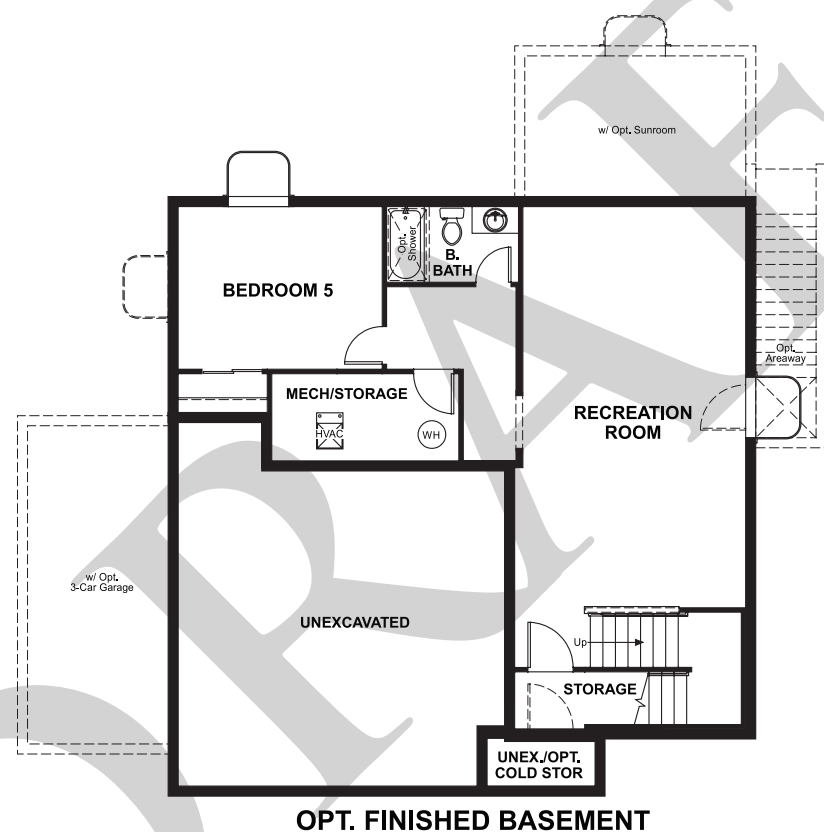 w/ Opt. Sunroom
Opt.
Shower
B.
BATH
BEDROOM 5
Opt.
Areaway
MECH/STORAGE
HVAC
WH
RECREATION
ROOM
w/ Opt.
3-Car Garage
UNEXCAVATED
Up
STORAGE
UNEX./OPT.
COLD STOR
OPT. FINISHED BASEMENT